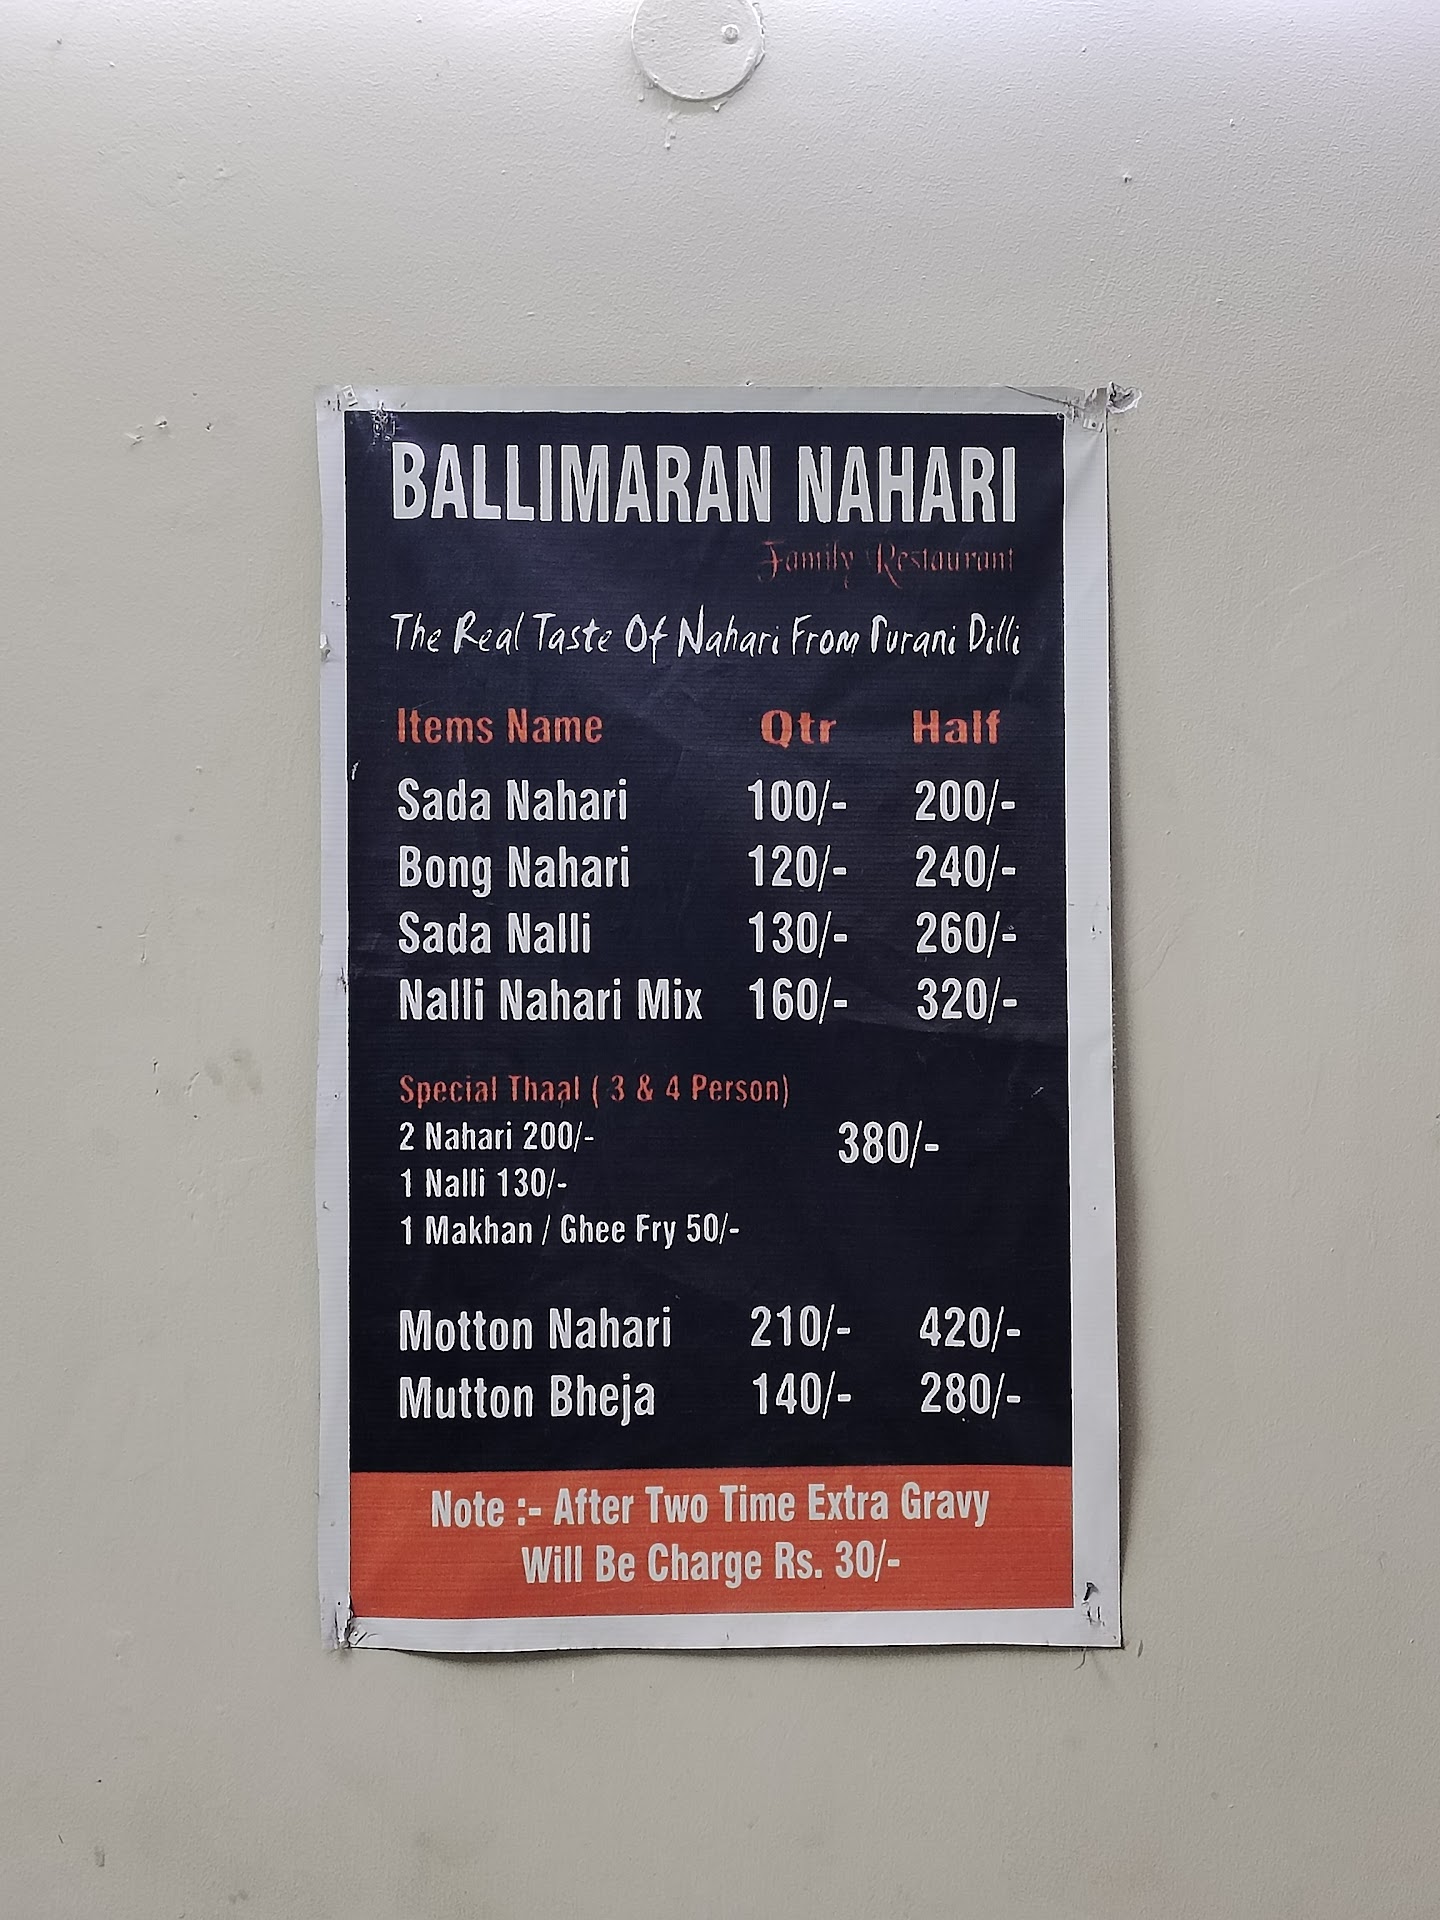 BALLIMARAN NAHARI
Family Restaurant
The Real Taste Of Nahari From Purani Dilli
Items Name Qtr Half
Sada Nahari 100/- 200/-
Bong Nahari 120/- 240/-
Sada Nalli 130/- 260/-
Nalli Nahari Mix 160/- 320/-
Special Thaal ( 3 & 4 Person)
2 Nahari 200/- 380/-
1 Nalli 130/-
1 Makhan / Ghee Fry 50/-
Motton Nahari 210/- 420/-
Mutton Bheja 140/- 280/-
Note :- After Two Time Extra Gravy
Will Be Charge Rs. 30/-